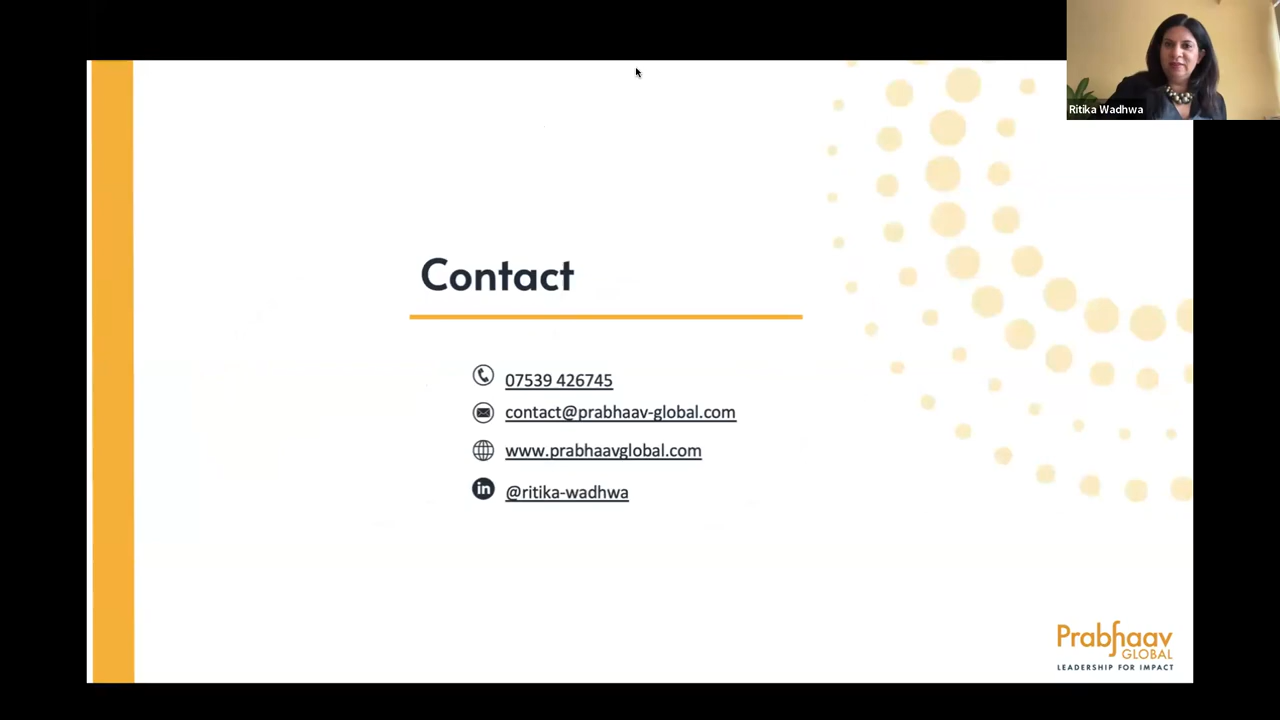 Ritika Wadhwa
Contact
07539 426745
contact@prabhaav-global.com
www.prabhaavglobal.com
in
@ritika-wadhwa
Prabhaav
GLOBAL
LEADERSHIP FOR IMPACT